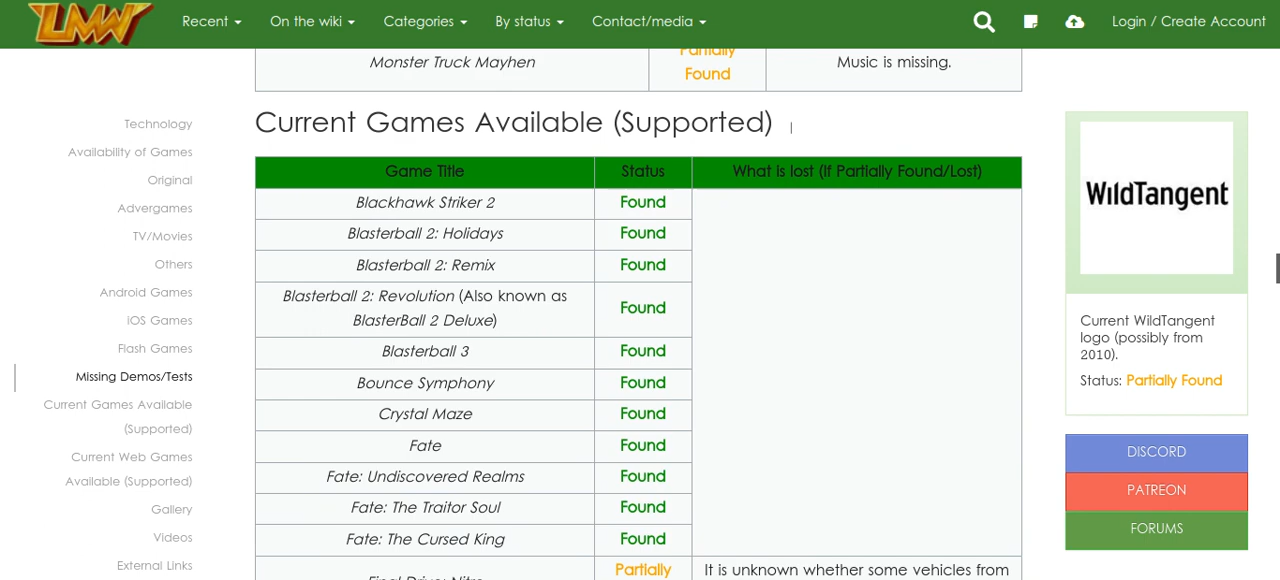 LMW
Recent
On the wiki
Categories
By status
Contact/media
Login / Create Account
Technology
Availability of Games
Original
Advergames
TV/Movies
Others
Android Games
iOS Games
Flash Games
Missing Demos/Tests
Current Games Available
(Supported)
Current Web Games
Available (Supported)
Gallery
Videos
External Links
Monster Truck Mayhen
Partially
Found
Music is missing.
Current Games Available (Supported)
Game Title Status What is lost (If Partially Found/Lost)
Blackhawk Striker 2 Found
Blasterball 2: Holidays Found
Blasterball 2: Remix Found
Blasterball 2: Revolution (Also known as
BlasterBall 2 Deluxe)
Found
Blasterball 3 Found
Bounce Symphony Found
Crystal Maze Found
Fate Found
Fate: Undiscovered Realms Found
Fate: The Traitor Soul Found
Fate: The Cursed King Found
Final Drive: Nitro
Partially
It is unknown whether some vehicles from
WildTangent
Current WildTangent
logo (possibly from
2010).
Status: Partially Found
DISCORD
PATREON
FORUMS